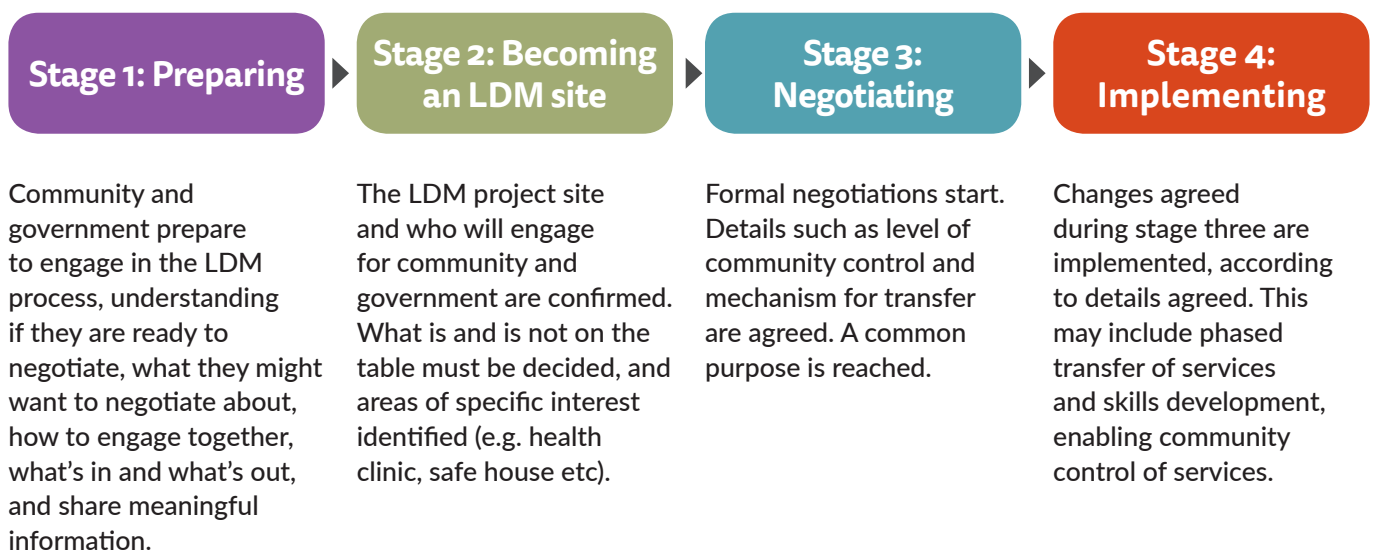 Stage 1: Preparing
Stage 2: Becoming
an LDM site
Stage 3:
Negotiating
Stage 4:
Implementing
Community and
government prepare
to engage in the LDM
process, understanding
if they are ready to
negotiate, what they might
want to negotiate about,
how to engage together,
what's in and what's out,
and share meaningful
information.
The LDM project site
and who will engage
for community and
government are confirmed.
What is and is not on the
table must be decided, and
areas of specific interest
identified (e.g. health
clinic, safe house etc).
Formal negotiations start.
Details such as level of
community control and
mechanism for transfer
are agreed. A common
purpose is reached.
Changes agreed
during stage three are
implemented, according
to details agreed. This
may include phased
transfer of services
and skills development,
enabling community
control of services.